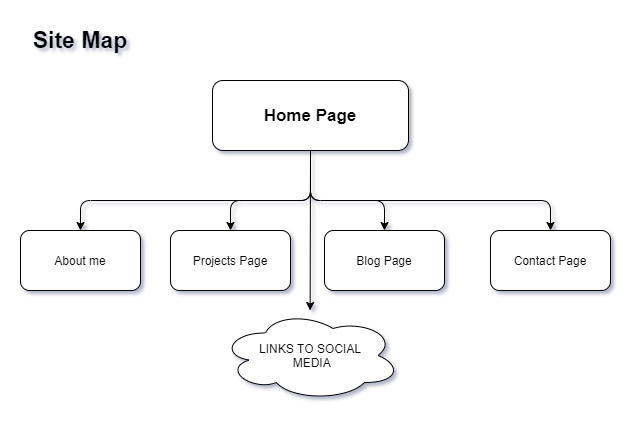 Site Map
Home Page
About me
Projects Page
Blog Page
Contact Page
LINKS TO SOCIAL
MEDIA